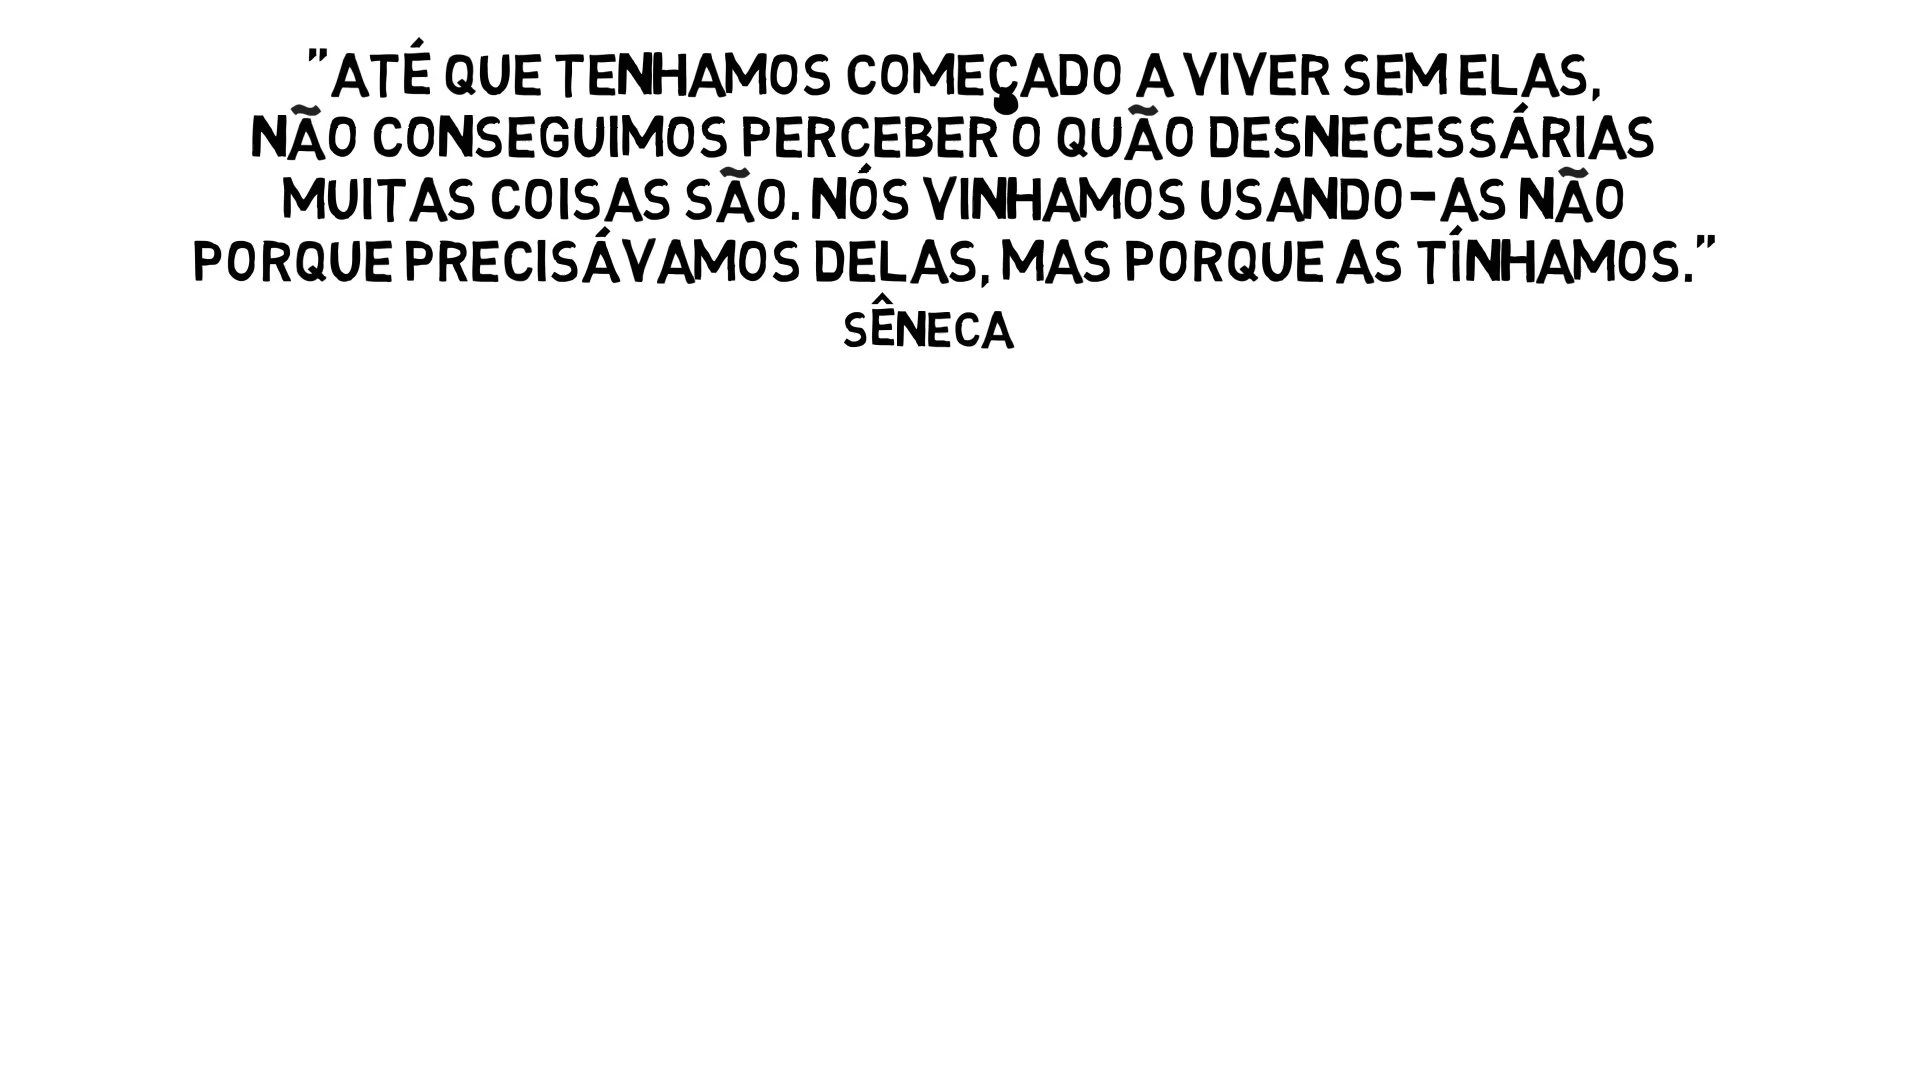 "ATÉ QUE TENHAMOS COMEÇADO A VIVER SEM ELAS,
NÃO CONSEGUIMOS PERCEBER O QUÃO DESNECESSÁRIAS
MUITAS COISAS SÃO. NÓS VINHAMOS USANDO-AS NÃO
PORQUE PRECISÁVAMOS DELAS, MAS PORQUE AS TÍNHAMOS."
SÊNECA